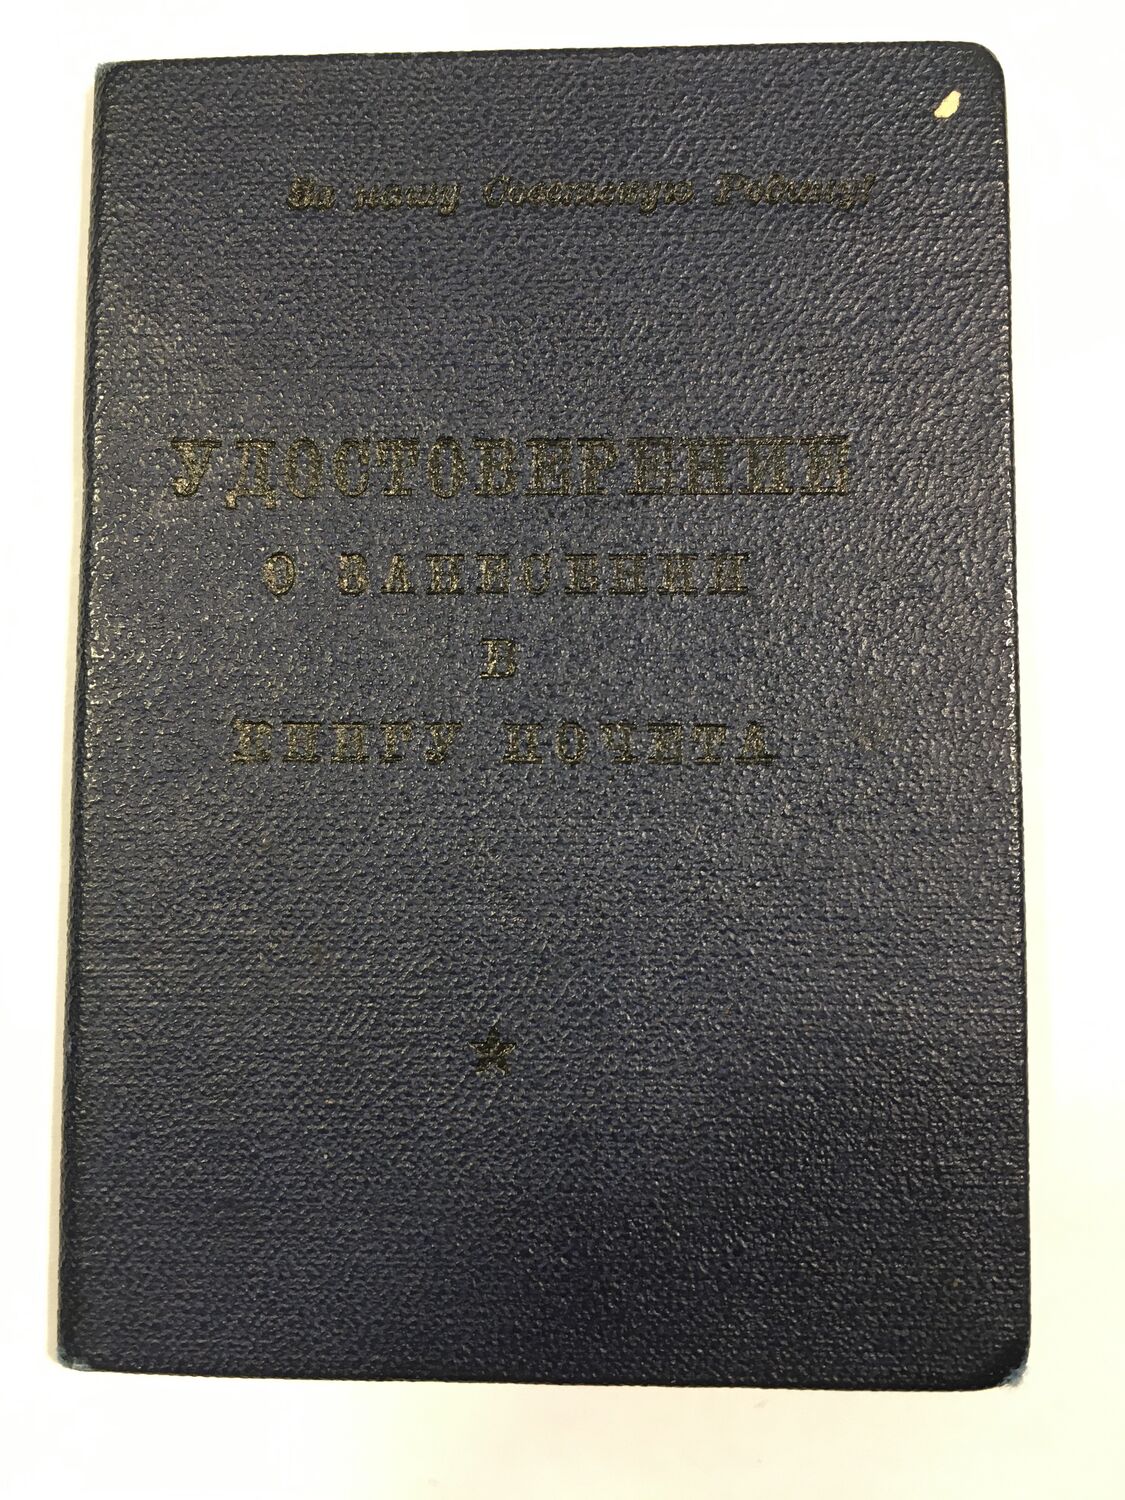 За нашу Советскую Родину!
УДОСТОВЕРЕНИЕ
О ЗАНЕСЕНИИ
В
КНИГУ ПОЧЕТА